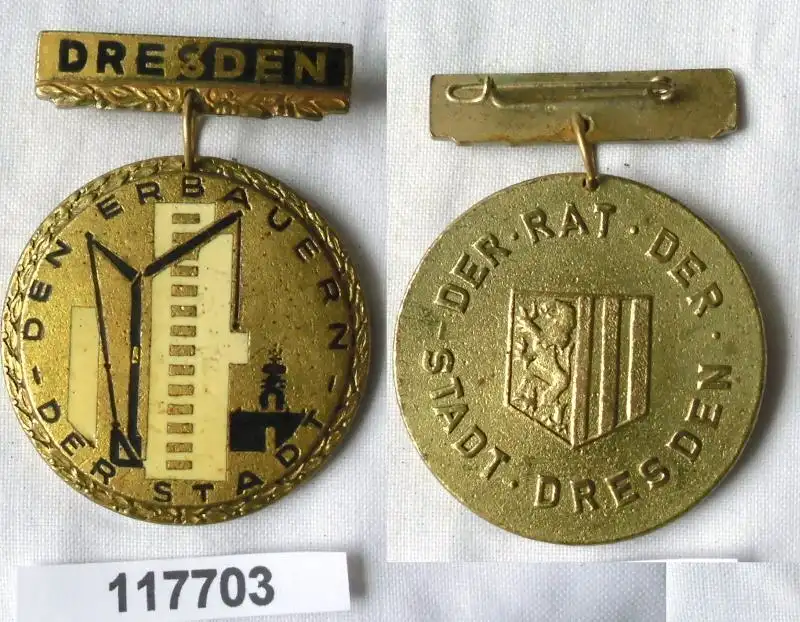 DRESDEN
DEN ERBAUERN
DER STADT
DER · RAT · DER ·
STADT · DRESDEN
117703